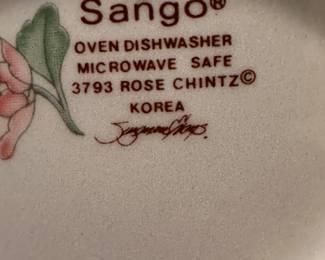 Sango®
OVEN DISHWASHER
MICROWAVE SAFE
3793 ROSE CHINTZ©
KOREA